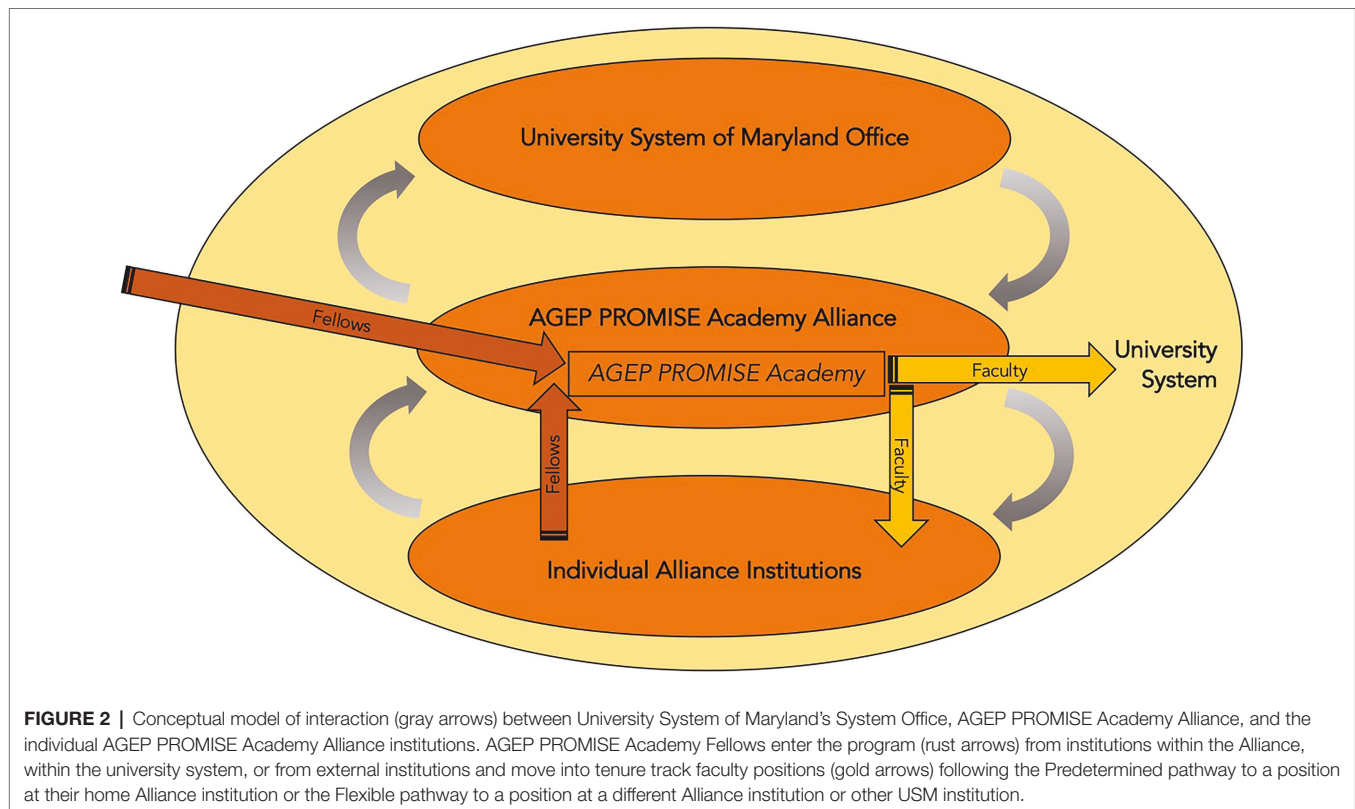 University System of Maryland Office
AGEP PROMISE Academy Alliance
Fellows
AGEP PROMISE Academy
Faculty
University
System
Fellows
Faculty
Individual Alliance Institutions
FIGURE 2 | Conceptual model of interaction (gray arrows) between University System of Maryland's System Office, AGEP PROMISE Academy Alliance, and the
individual AGEP PROMISE Academy Alliance institutions. AGEP PROMISE Academy Fellows enter the program (rust arrows) from institutions within the Alliance,
within the university system, or from external institutions and move into tenure track faculty positions (gold arrows) following the Predetermined pathway to a position
at their home Alliance institution or the Flexible pathway to a position at a different Alliance institution or other USM institution.